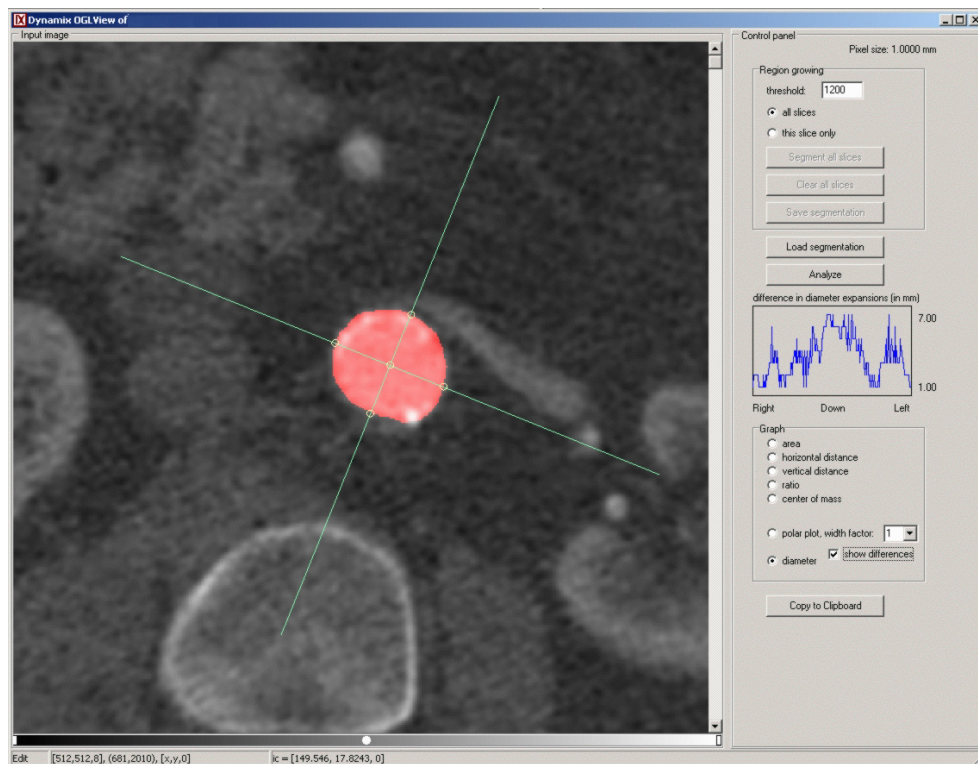 Dynamix OGLView of
Input image
Control panel
Pixel size: 1.0000 mm
Region growing
threshold: 1200
all slices
this slice only
Segment all slices
Clear all slices
Save segmentation
Load segmentation
Analyze
difference in diameter expansions (in mm)
7.00
1.00
Right Down Left
Graph
area
horizontal distance
vertical distance
ratio
center of mass
polar plot, width factor: 1
diameter show differences
Copy to Clipboard
Edit [512,512,8], (681,2010), [x,y,0] ic = [149.546, 17.8243, 0]